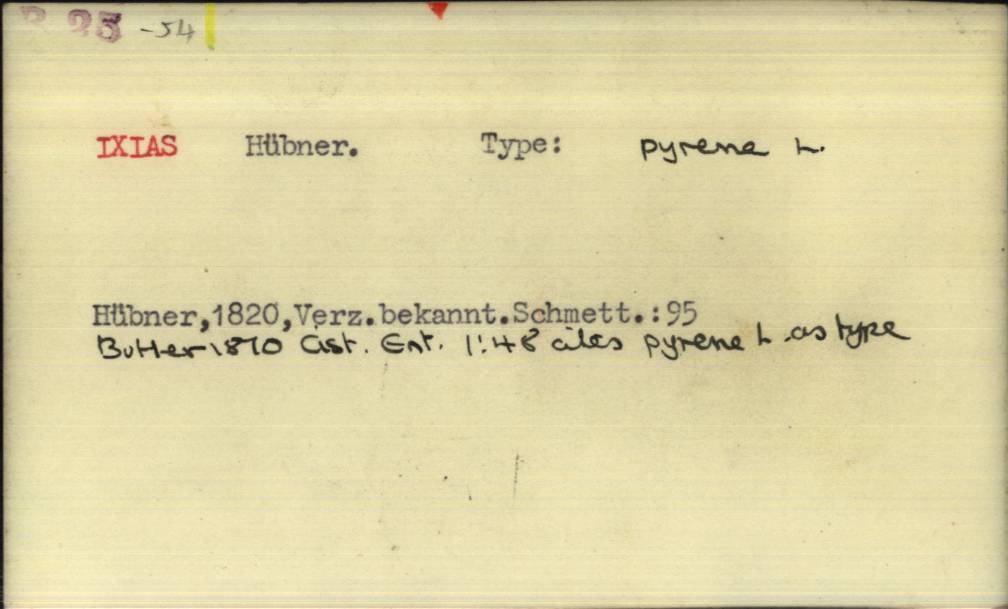 B 25 -54
IXIAS Hübner. Type: pyrene L.
Hübner,1820,Verz.bekannt.Schmett.:95
Butler 1870 Cist. Ent. 1:48 cites pyrene L. as type